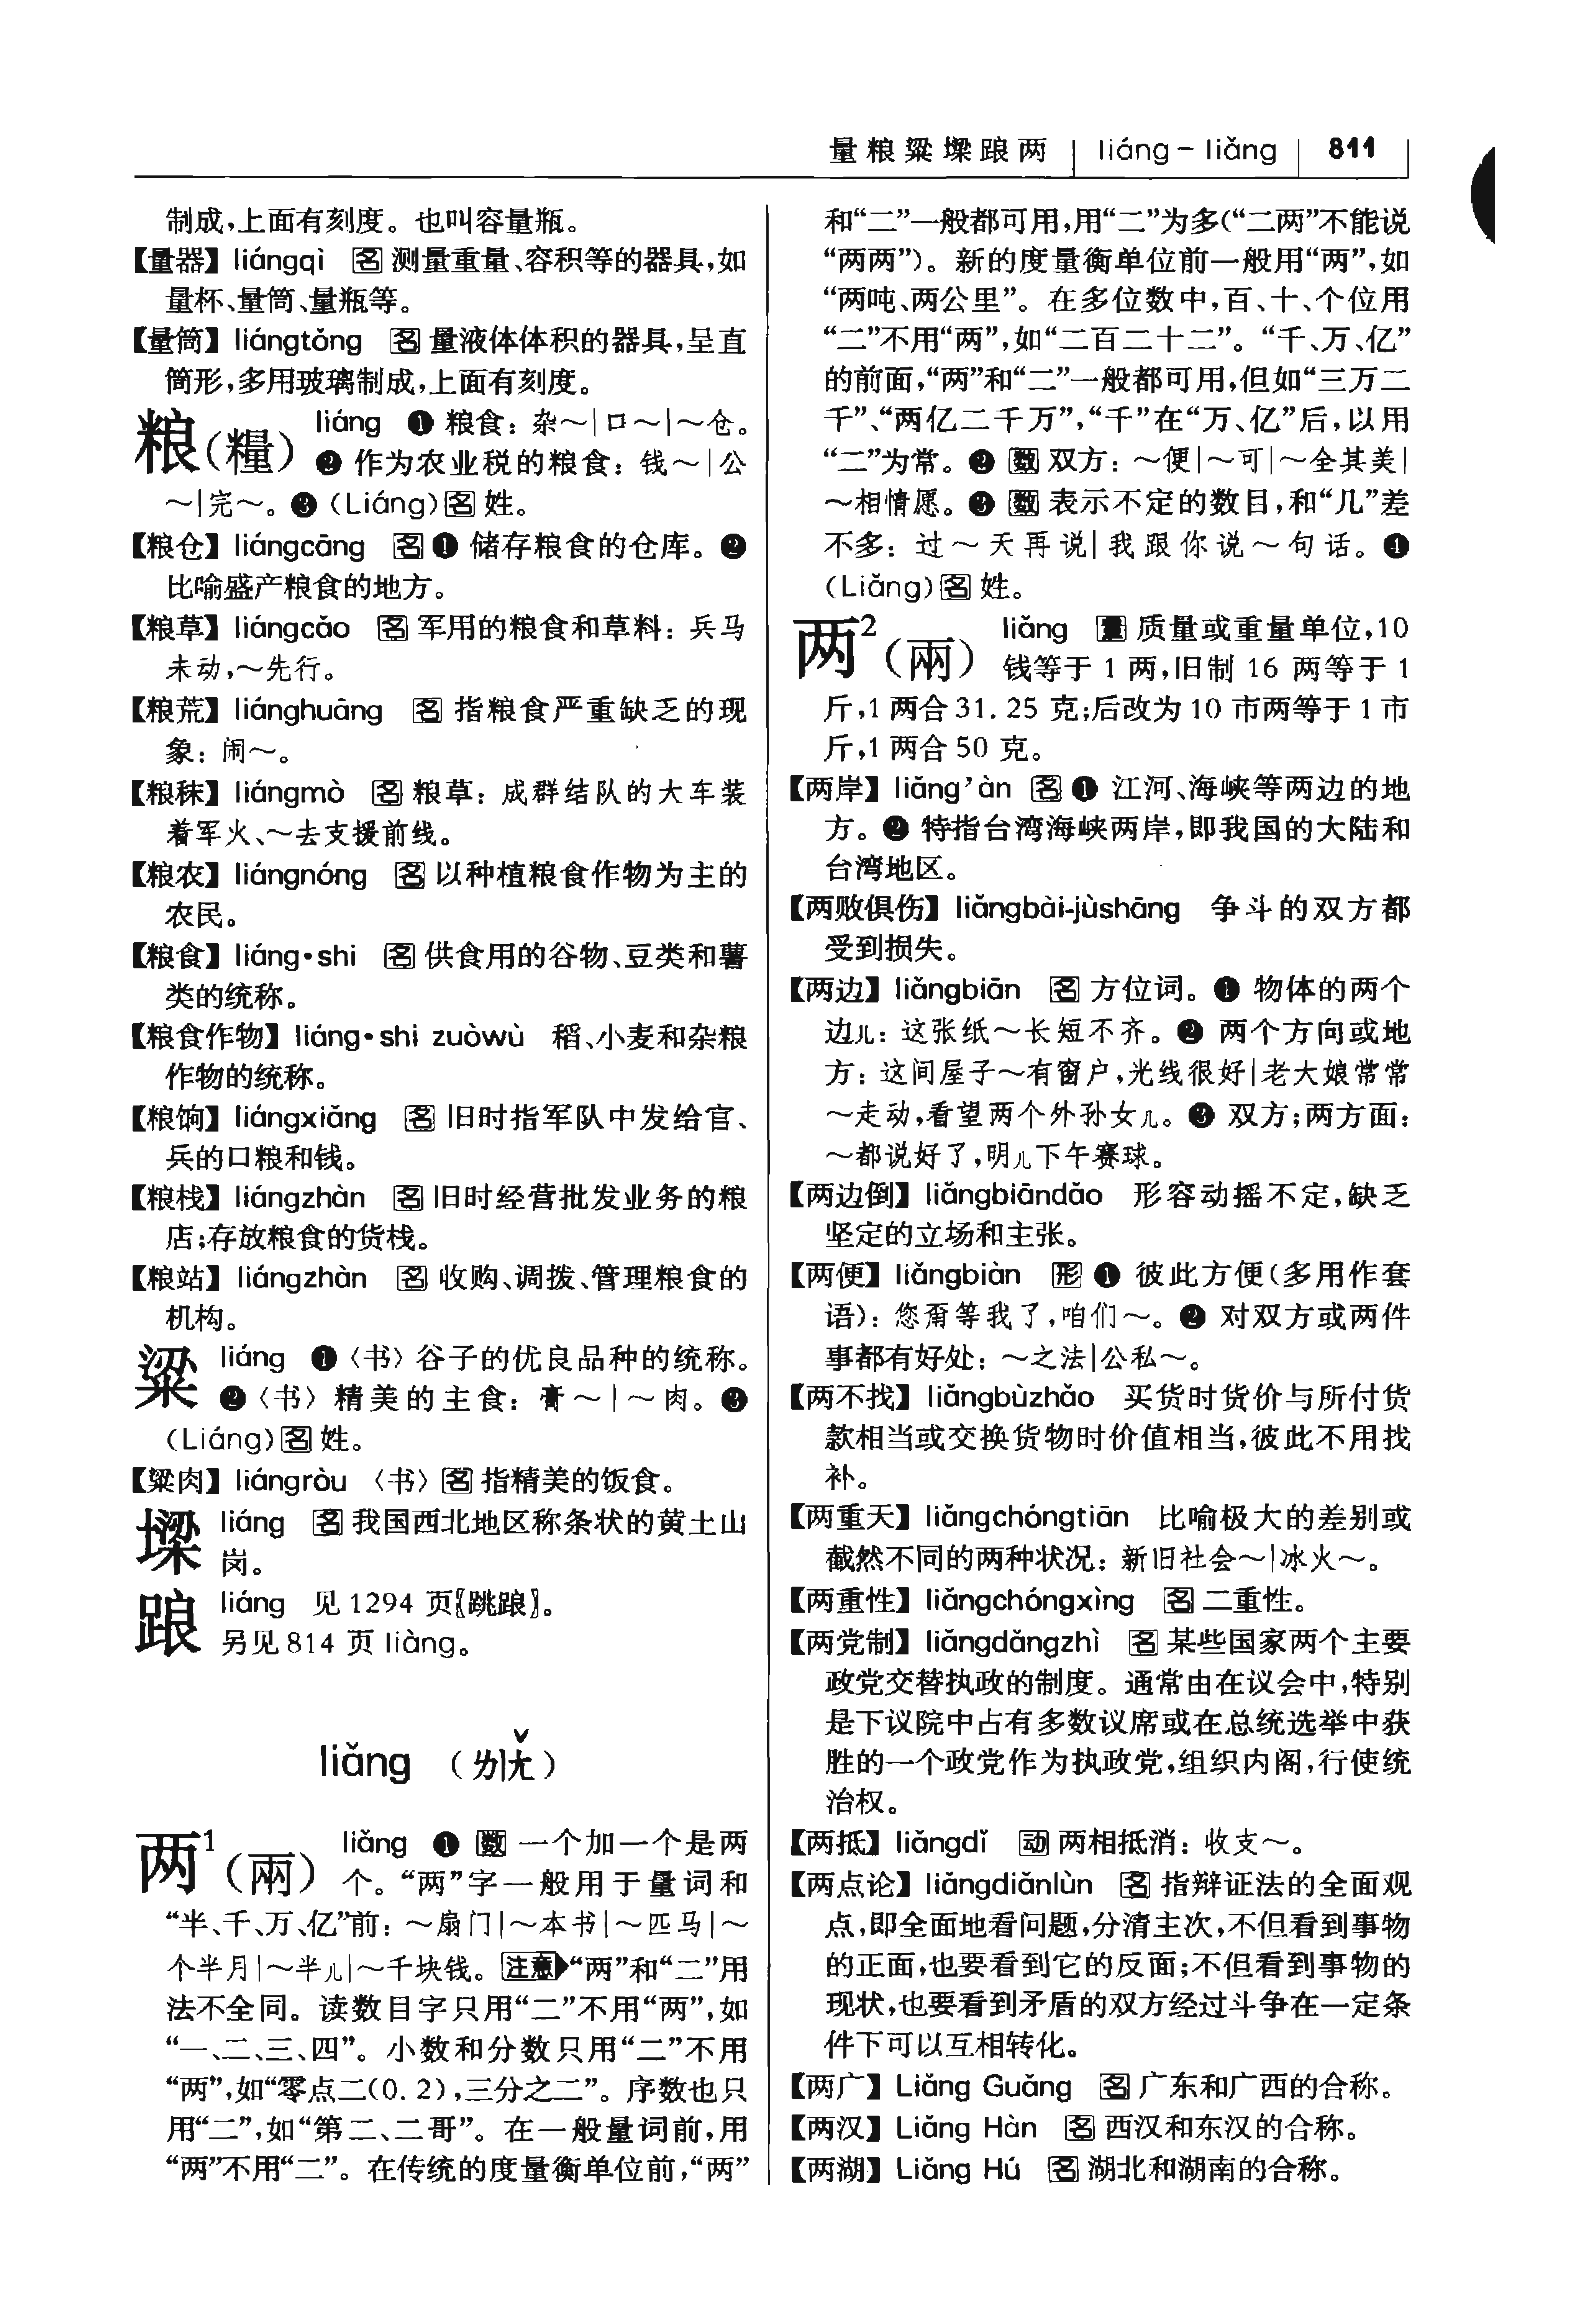 量粮粱墚踉两 liáng－liǎng 811
制成,上面有刻度。也叫容量瓶。
【量器】liángqì 名 测量重量、容积等的器具,如
量杯、量筒、量瓶等。
【量筒】liángtǒng 名 量液体体积的器具,呈直
筒形,多用玻璃制成,上面有刻度。
粮(糧) liáng ❶ 粮食：杂～|口～|～仓。
❷ 作为农业税的粮食：钱～|公
～|完～。❸ (Liáng)名 姓。
【粮仓】liángcāng 名 ❶ 储存粮食的仓库。❷
比喻盛产粮食的地方。
【粮草】liángcǎo 名 军用的粮食和草料：兵马
未动,～先行。
【粮荒】liánghuāng 名 指粮食严重缺乏的现
象：闹～。
【粮秣】liángmò 名 粮草：成群结队的大车装
着军火、～去支援前线。
【粮农】liángnóng 名 以种植粮食作物为主的
农民。
【粮食】liáng•shi 名 供食用的谷物、豆类和薯
类的统称。
【粮食作物】liáng•shi zuòwù 稻、小麦和杂粮
作物的统称。
【粮饷】liángxiǎng 名 旧时指军队中发给官、
兵的口粮和钱。
【粮栈】liángzhàn 名 旧时经营批发业务的粮
店;存放粮食的货栈。
【粮站】liángzhàn 名 收购、调拨、管理粮食的
机构。
粱 liáng ❶〈书〉谷子的优良品种的统称。
❷〈书〉精美的主食：膏～|～肉。❸
(Liáng)名 姓。
【粱肉】liángròu 〈书〉名 指精美的饭食。
墚 liáng 名 我国西北地区称条状的黄土山
岗。
踉 liáng 见 1294 页〖跳踉〗。
另见 814 页 liàng。
liǎng （ㄌㄧㄤˇ）
两¹(兩) liǎng ❶ 数 一个加一个是两
个。“两”字一般用于量词和
“半、千、万、亿”前：～扇门|～本书|～匹马|～
个半月|～半儿|～千块钱。注意“两”和“二”用
法不全同。读数目字只用“二”不用“两”,如
“一、二、三、四”。小数和分数只用“二”不用
“两”,如“零点二(0.2),三分之二”。序数也只
用“二”,如“第二、二哥”。在一般量词前,用
“两”不用“二”。在传统的度量衡单位前,“两”
和“二”一般都可用,用“二”为多(“二两”不能说
“两两”)。新的度量衡单位前一般用“两”,如
“两吨、两公里”。在多位数中,百、十、个位用
“二”不用“两”,如“二百二十二”。“千、万、亿”
的前面,“两”和“二”一般都可用,但如“三万二
千”、“两亿二千万”,“千”在“万、亿”后,以用
“二”为常。❷ 数 双方：～便|～可|～全其美|
～相情愿。❸ 数 表示不定的数目,和“几”差
不多：过～天再说|我跟你说～句话。❹
(Liǎng)名 姓。
两²(兩) liǎng 量 质量或重量单位,10
钱等于 1 两,旧制 16 两等于 1
斤,1 两合 31.25 克;后改为 10 市两等于 1 市
斤,1 两合 50 克。
【两岸】liǎng’àn 名 ❶ 江河、海峡等两边的地
方。❷ 特指台湾海峡两岸,即我国的大陆和
台湾地区。
【两败俱伤】liǎngbài-jùshāng 争斗的双方都
受到损失。
【两边】liǎngbiān 名 方位词。❶ 物体的两个
边儿：这张纸～长短不齐。❷ 两个方向或地
方：这间屋子～有窗户,光线很好|老大娘常常
～走动,看望两个外孙女儿。❸ 双方;两方面：
～都说好了,明儿下午赛球。
【两边倒】liǎngbiāndǎo 形容动摇不定,缺乏
坚定的立场和主张。
【两便】liǎngbiàn 形 ❶ 彼此方便(多用作套
语)：您甭等我了,咱们～。❷ 对双方或两件
事都有好处：～之法|公私～。
【两不找】liǎngbùzhǎo 买货时货价与所付货
款相当或交换货物时价值相当,彼此不用找
补。
【两重天】liǎngchóngtiān 比喻极大的差别或
截然不同的两种状况：新旧社会～|冰火～。
【两重性】liǎngchóngxìng 名 二重性。
【两党制】liǎngdǎngzhì 名 某些国家两个主要
政党交替执政的制度。通常由在议会中,特别
是下议院中占有多数议席或在总统选举中获
胜的一个政党作为执政党,组织内阁,行使统
治权。
【两抵】liǎngdǐ 动 两相抵消：收支～。
【两点论】liǎngdiǎnlùn 名 指辩证法的全面观
点,即全面地看问题,分清主次,不但看到事物
的正面,也要看到它的反面;不但看到事物的
现状,也要看到矛盾的双方经过斗争在一定条
件下可以互相转化。
【两广】Liǎng Guǎng 名 广东和广西的合称。
【两汉】Liǎng Hàn 名 西汉和东汉的合称。
【两湖】Liǎng Hú 名 湖北和湖南的合称。